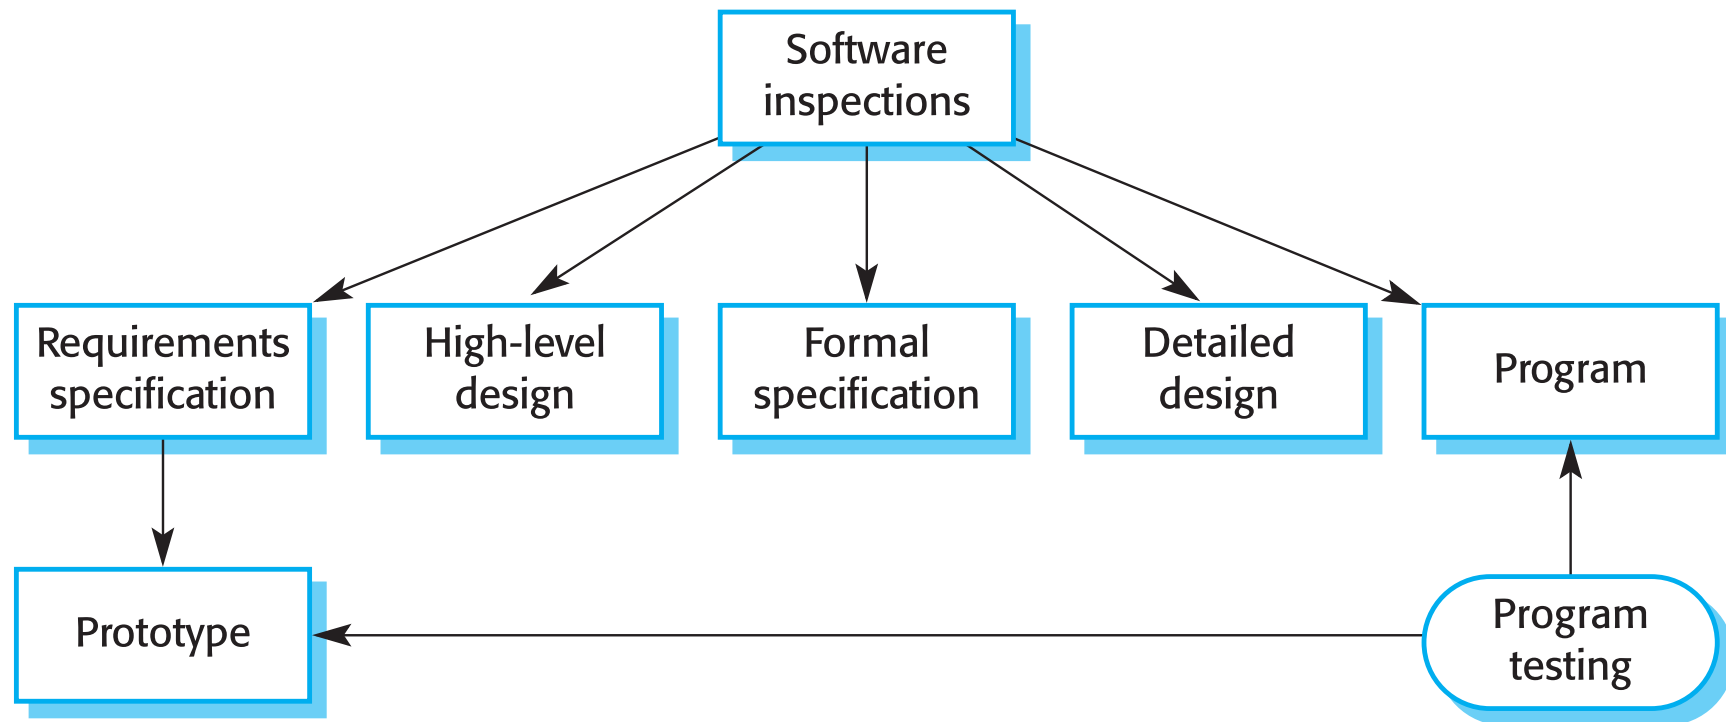 Software
inspections
Requirements
specification
High-level
design
Formal
specification
Detailed
design
Program
Prototype
Program
testing